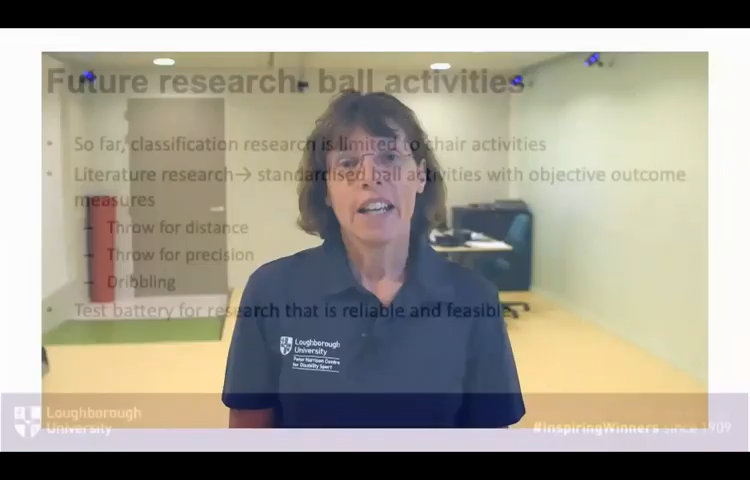 Future research: ball activities
• So far, classification research is limited to chair activities
• Literature research→ standardised ball activities with objective outcome
measures
– Throw for distance
– Throw for precision
– Dribbling
• Test battery for research that is reliable and feasible
Loughborough
University
Peter Harrison Centre
for Disability Sport
Loughborough
University
#InspiringWinners since 1909